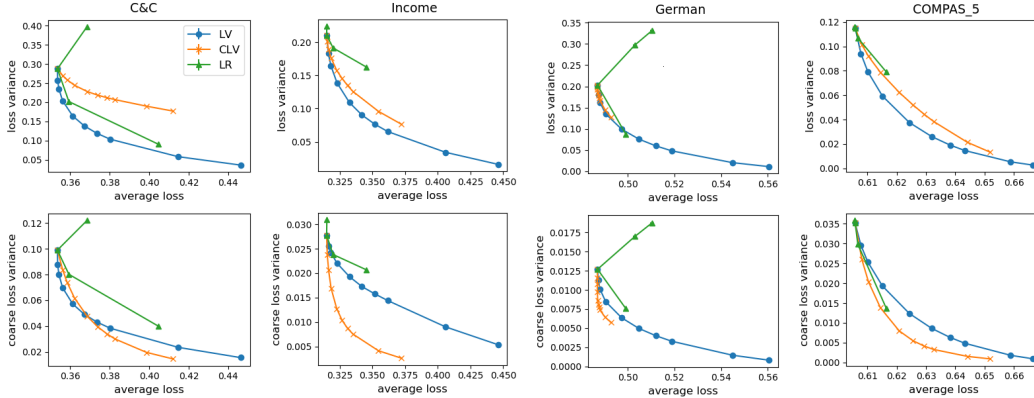 C&C
Income
German
COMPAS_5
LV
CLV
LR
loss variance
0.40
0.35
0.30
0.25
0.20
0.15
0.10
0.05
0.36 0.38 0.40 0.42 0.44
average loss
loss variance
0.20
0.15
0.10
0.05
0.325 0.350 0.375 0.400 0.425 0.450
average loss
loss variance
0.35
0.30
0.25
0.20
0.15
0.10
0.05
0.00
0.50 0.52 0.54 0.56
average loss
loss variance
0.12
0.10
0.08
0.06
0.04
0.02
0.00
0.61 0.62 0.63 0.64 0.65 0.66
average loss
coarse loss variance
0.12
0.10
0.08
0.06
0.04
0.02
0.36 0.38 0.40 0.42 0.44
average loss
coarse loss variance
0.030
0.025
0.020
0.015
0.010
0.005
0.000
0.325 0.350 0.375 0.400 0.425 0.450
average loss
coarse loss variance
0.0175
0.0150
0.0125
0.0100
0.0075
0.0050
0.0025
0.0000
0.50 0.52 0.54 0.56
average loss
coarse loss variance
0.035
0.030
0.025
0.020
0.015
0.010
0.005
0.000
0.61 0.62 0.63 0.64 0.65 0.66
average loss